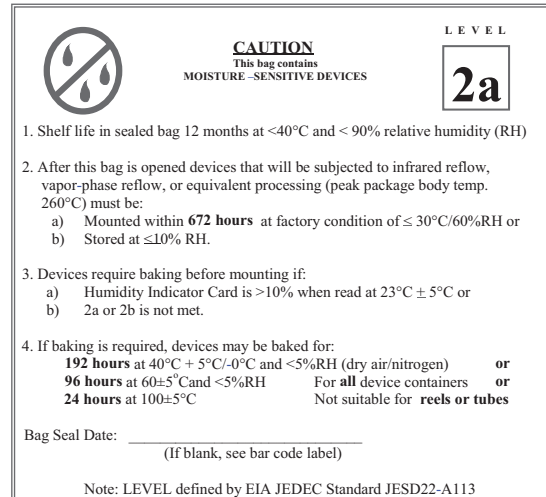 L E V E L
CAUTION
This bag contains
MOISTURE –SENSITIVE DEVICES
2a
1. Shelf life in sealed bag 12 months at <40°C and < 90% relative humidity (RH)
2. After this bag is opened devices that will be subjected to infrared reflow,
vapor-phase reflow, or equivalent processing (peak package body temp.
260°C) must be:
a) Mounted within 672 hours at factory condition of ≤ 30°C/60%RH or
b) Stored at ≤10% RH.
3. Devices require baking before mounting if:
a) Humidity Indicator Card is >10% when read at 23°C ± 5°C or
b) 2a or 2b is not met.
4. If baking is required, devices may be baked for:
192 hours at 40°C + 5°C/-0°C and <5%RH (dry air/nitrogen) or
96 hours at 60±5°Cand <5%RH For all device containers or
24 hours at 100±5°C Not suitable for reels or tubes
Bag Seal Date: ______________________________
(If blank, see bar code label)
Note: LEVEL defined by EIA JEDEC Standard JESD22-A113